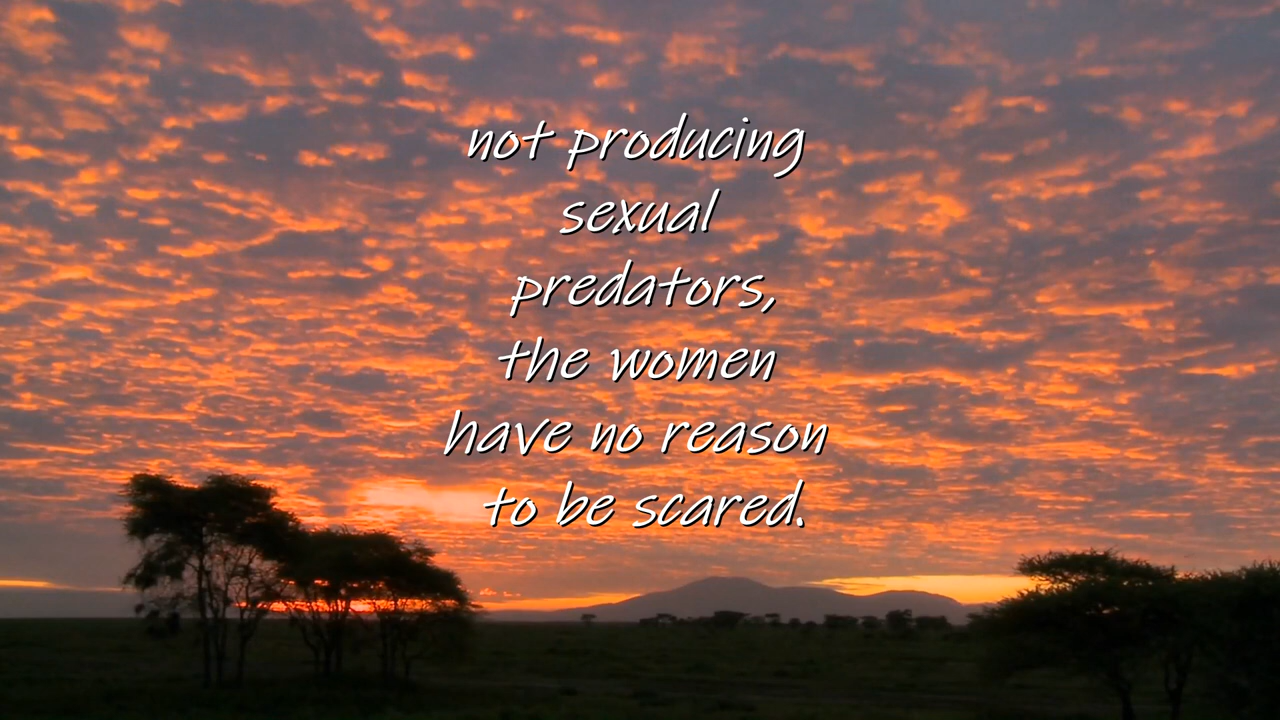 not producing
sexual
predators,
the women
have no reason
to be scared.